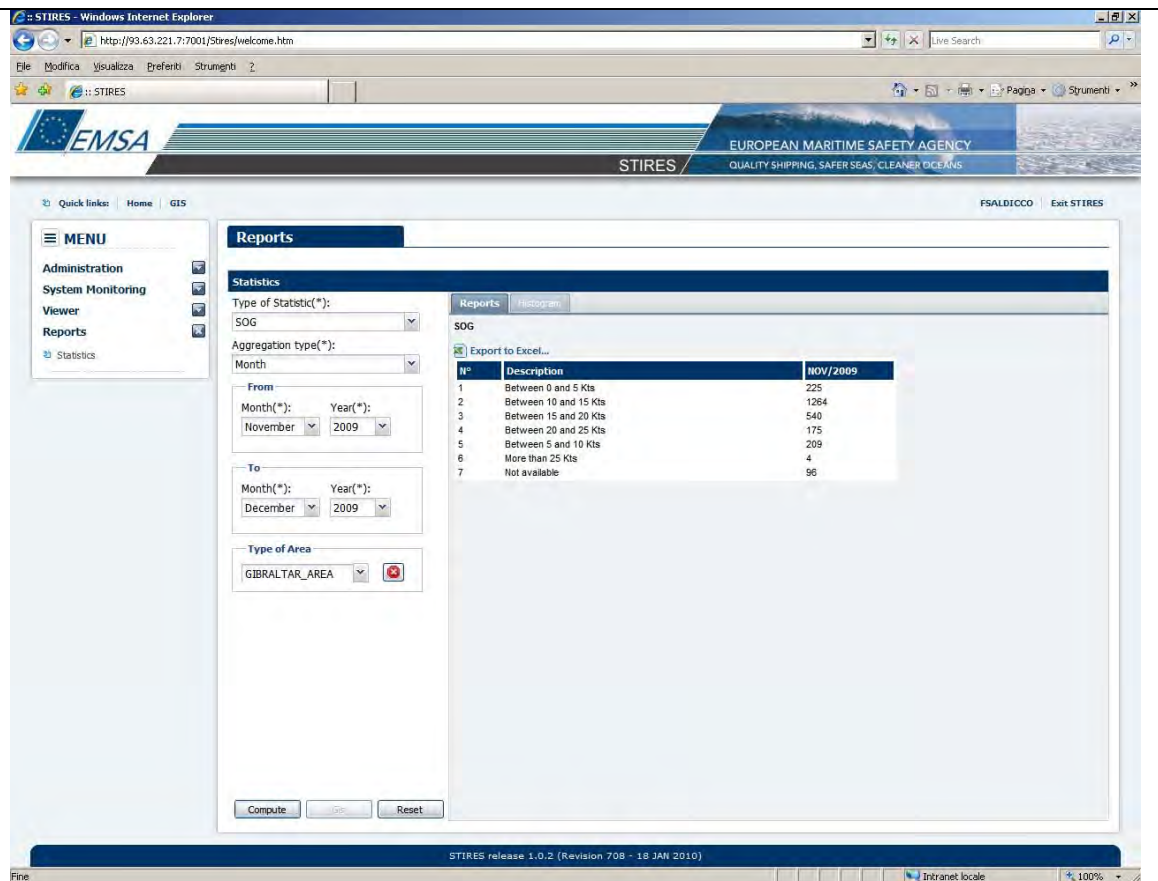 :: STIRES - Windows Internet Explorer
http://93.63.221.7:7001/Stires/welcome.htm
Live Search
File Modifica Visualizza Preferiti Strumenti ?
:: STIRES
Pagina Strumenti »
EMSA
STIRES
EUROPEAN MARITIME SAFETY AGENCY
QUALITY SHIPPING, SAFER SEAS, CLEANER OCEANS
Quick links: Home GIS
FSALDICCO Exit STIRES
MENU
Administration
System Monitoring
Viewer
Reports
Statistics
Reports
Statistics
Type of Statistic(*):
SOG
Aggregation type(*):
Month
From
Month(*): Year(*):
November 2009
To
Month(*): Year(*):
December 2009
Type of Area
GIBRALTAR_AREA
Compute Gis Reset
Reports Histogram
SOG
Export to Excel...
N° Description NOV/2009
1 Between 0 and 5 Kts 225
2 Between 10 and 15 Kts 1264
3 Between 15 and 20 Kts 540
4 Between 20 and 25 Kts 175
5 Between 5 and 10 Kts 209
6 More than 25 Kts 4
7 Not available 96
STIRES release 1.0.2 (Revision 708 - 18 JAN 2010)
Fine
Intranet locale
100%